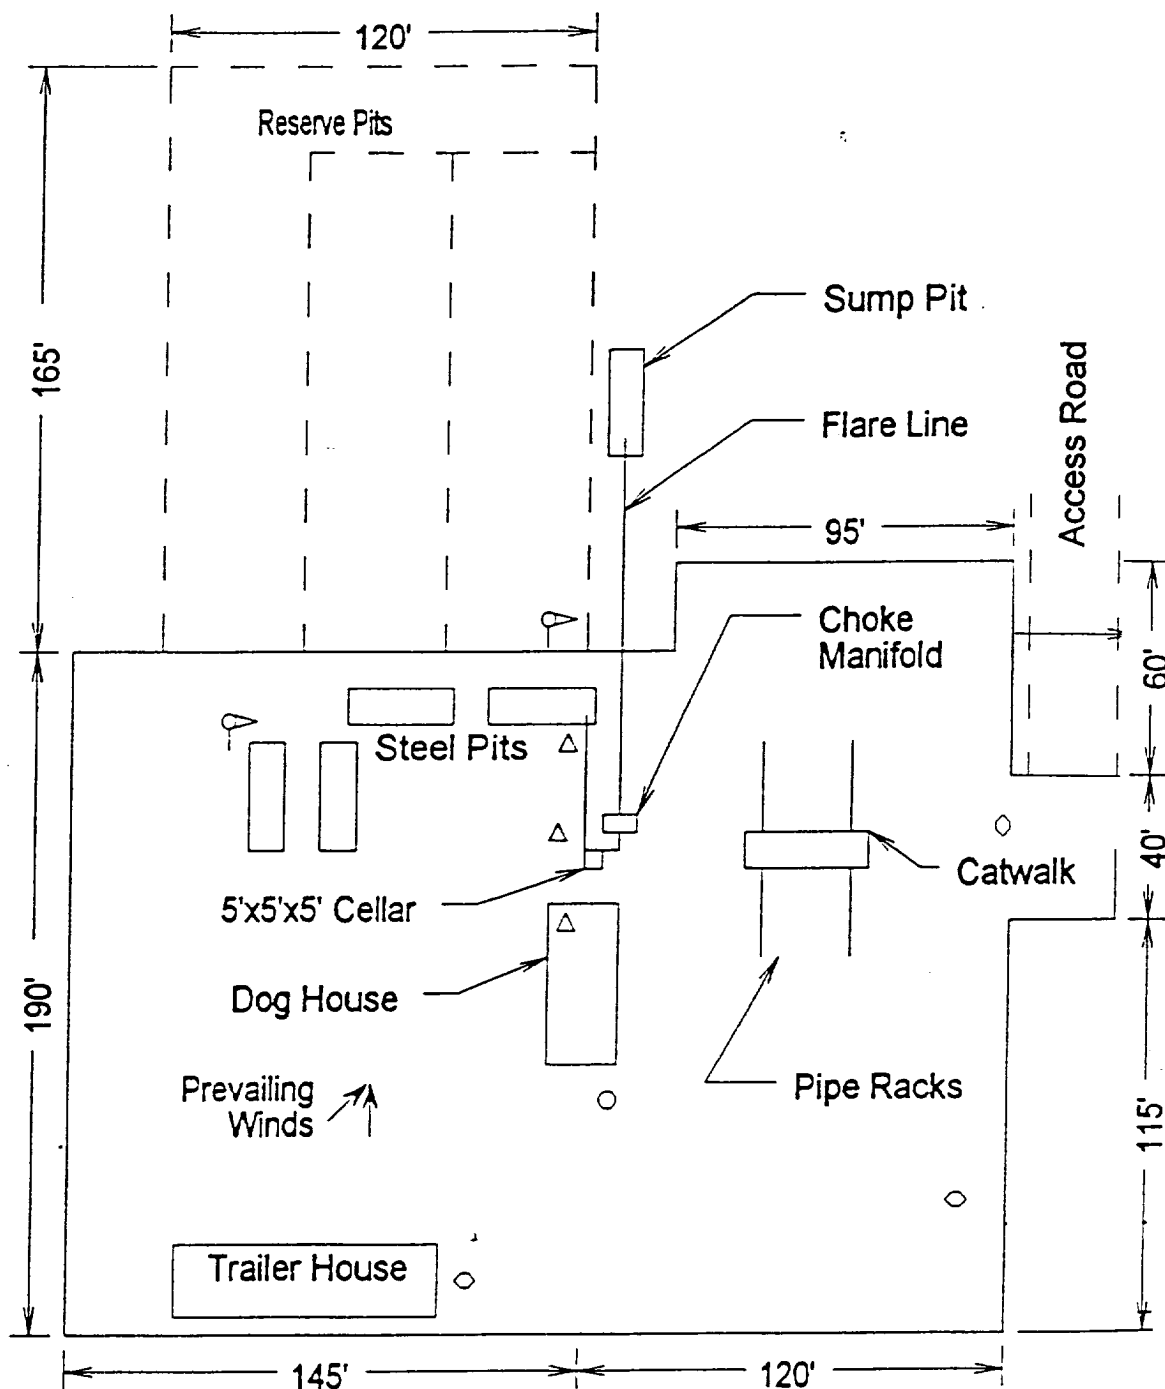 120'
Reserve Pits
Sump Pit
165'
Access Road
Flare Line
95'
Choke
Manifold
60'
Steel Pits
40'
Catwalk
5'x5'x5' Cellar
Dog House
190'
Prevailing
Winds
Pipe Racks
115'
Trailer House
145'
120'